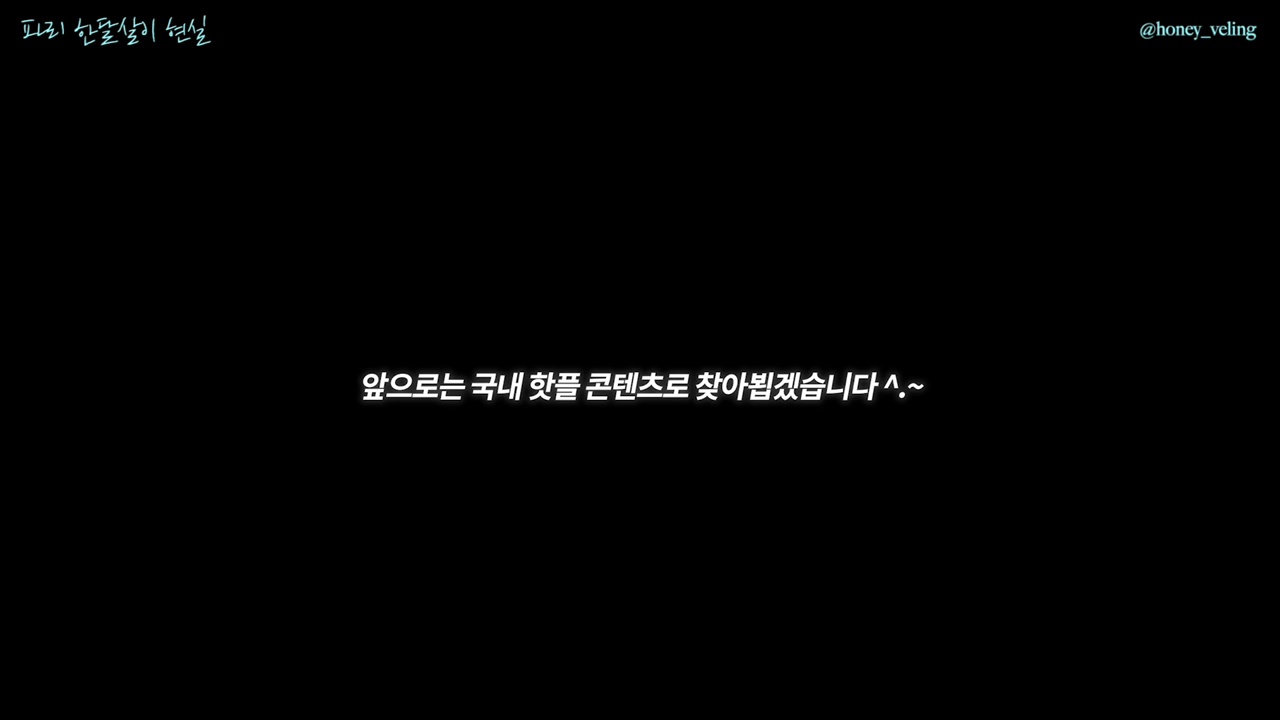 파리 한달살이 현실
@honey_veling
앞으로는 국내 핫플 콘텐츠로 찾아뵙겠습니다 ^.~